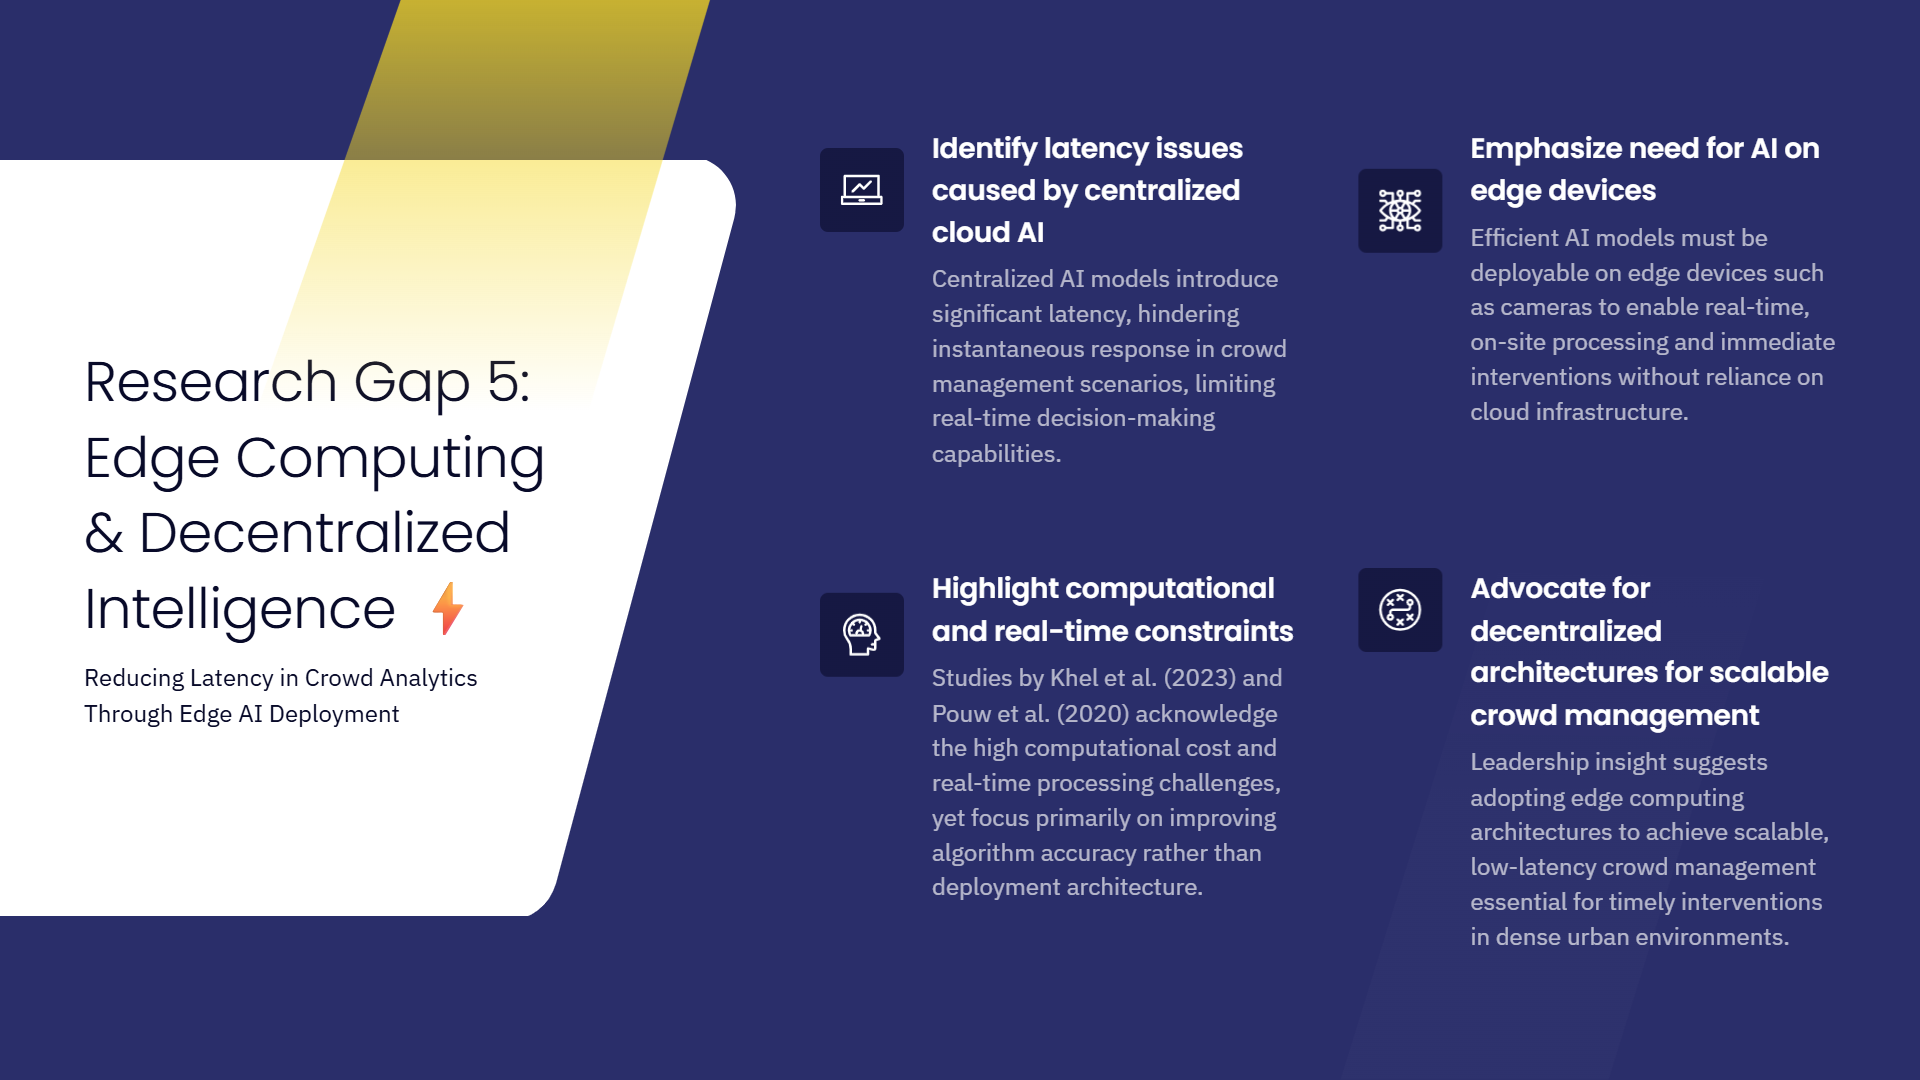 Research Gap 5:
Edge Computing
& Decentralized
Intelligence ⚡
Reducing Latency in Crowd Analytics
Through Edge AI Deployment
Identify latency issues
caused by centralized
cloud AI
Centralized AI models introduce
significant latency, hindering
instantaneous response in crowd
management scenarios, limiting
real-time decision-making
capabilities.
Emphasize need for AI on
edge devices
Efficient AI models must be
deployable on edge devices such
as cameras to enable real-time,
on-site processing and immediate
interventions without reliance on
cloud infrastructure.
Highlight computational
and real-time constraints
Studies by Khel et al. (2023) and
Pouw et al. (2020) acknowledge
the high computational cost and
real-time processing challenges,
yet focus primarily on improving
algorithm accuracy rather than
deployment architecture.
Advocate for
decentralized
architectures for scalable
crowd management
Leadership insight suggests
adopting edge computing
architectures to achieve scalable,
low-latency crowd management
essential for timely interventions
in dense urban environments.